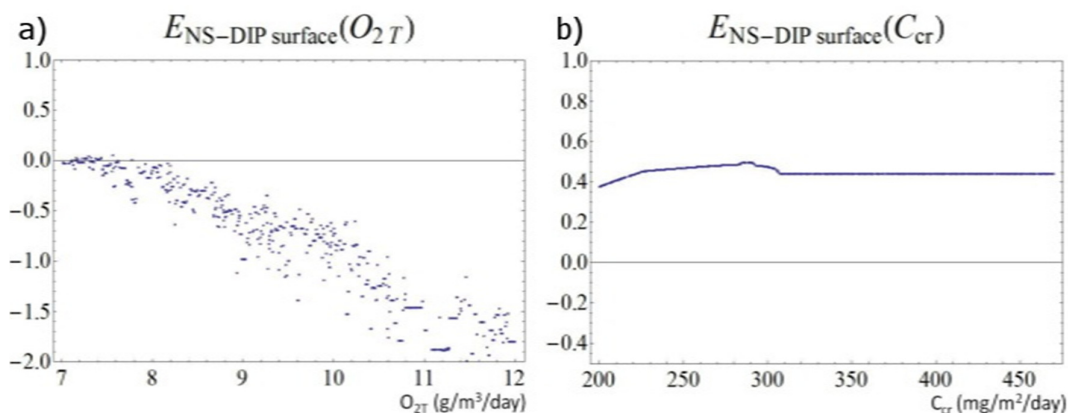 a) E_NS−DIP surface(O_2 T)
1.0
0.5
0.0
−0.5
−1.0
−1.5
−2.0
7 8 9 10 11 12
O_2T (g/m³/day)
b) E_NS−DIP surface(C_cr)
1.0
0.8
0.6
0.4
0.2
0.0
−0.2
−0.4
200 250 300 350 400 450
C_cr (mg/m²/day)